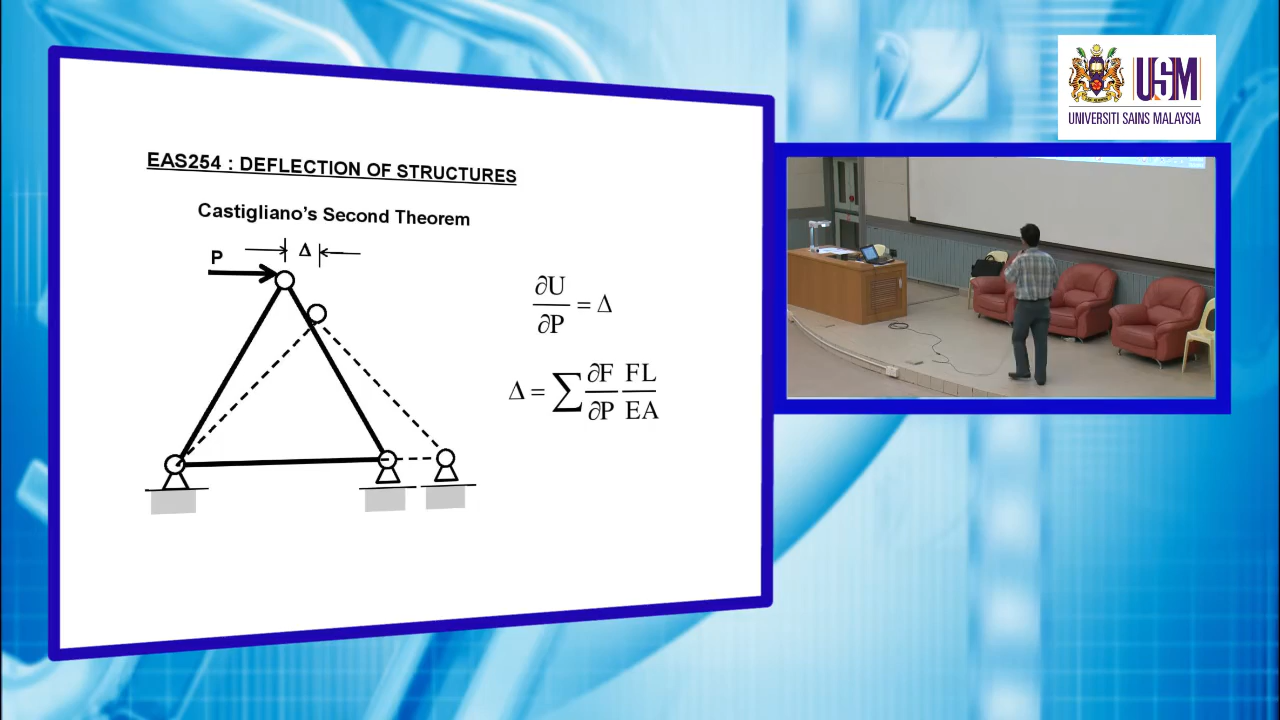 EAS254 : DEFLECTION OF STRUCTURES
Castigliano's Second Theorem
Δ
P
∂U/∂P = Δ
Δ = ∑ ∂F/∂P FL/EA
USM
UNIVERSITI SAINS MALAYSIA